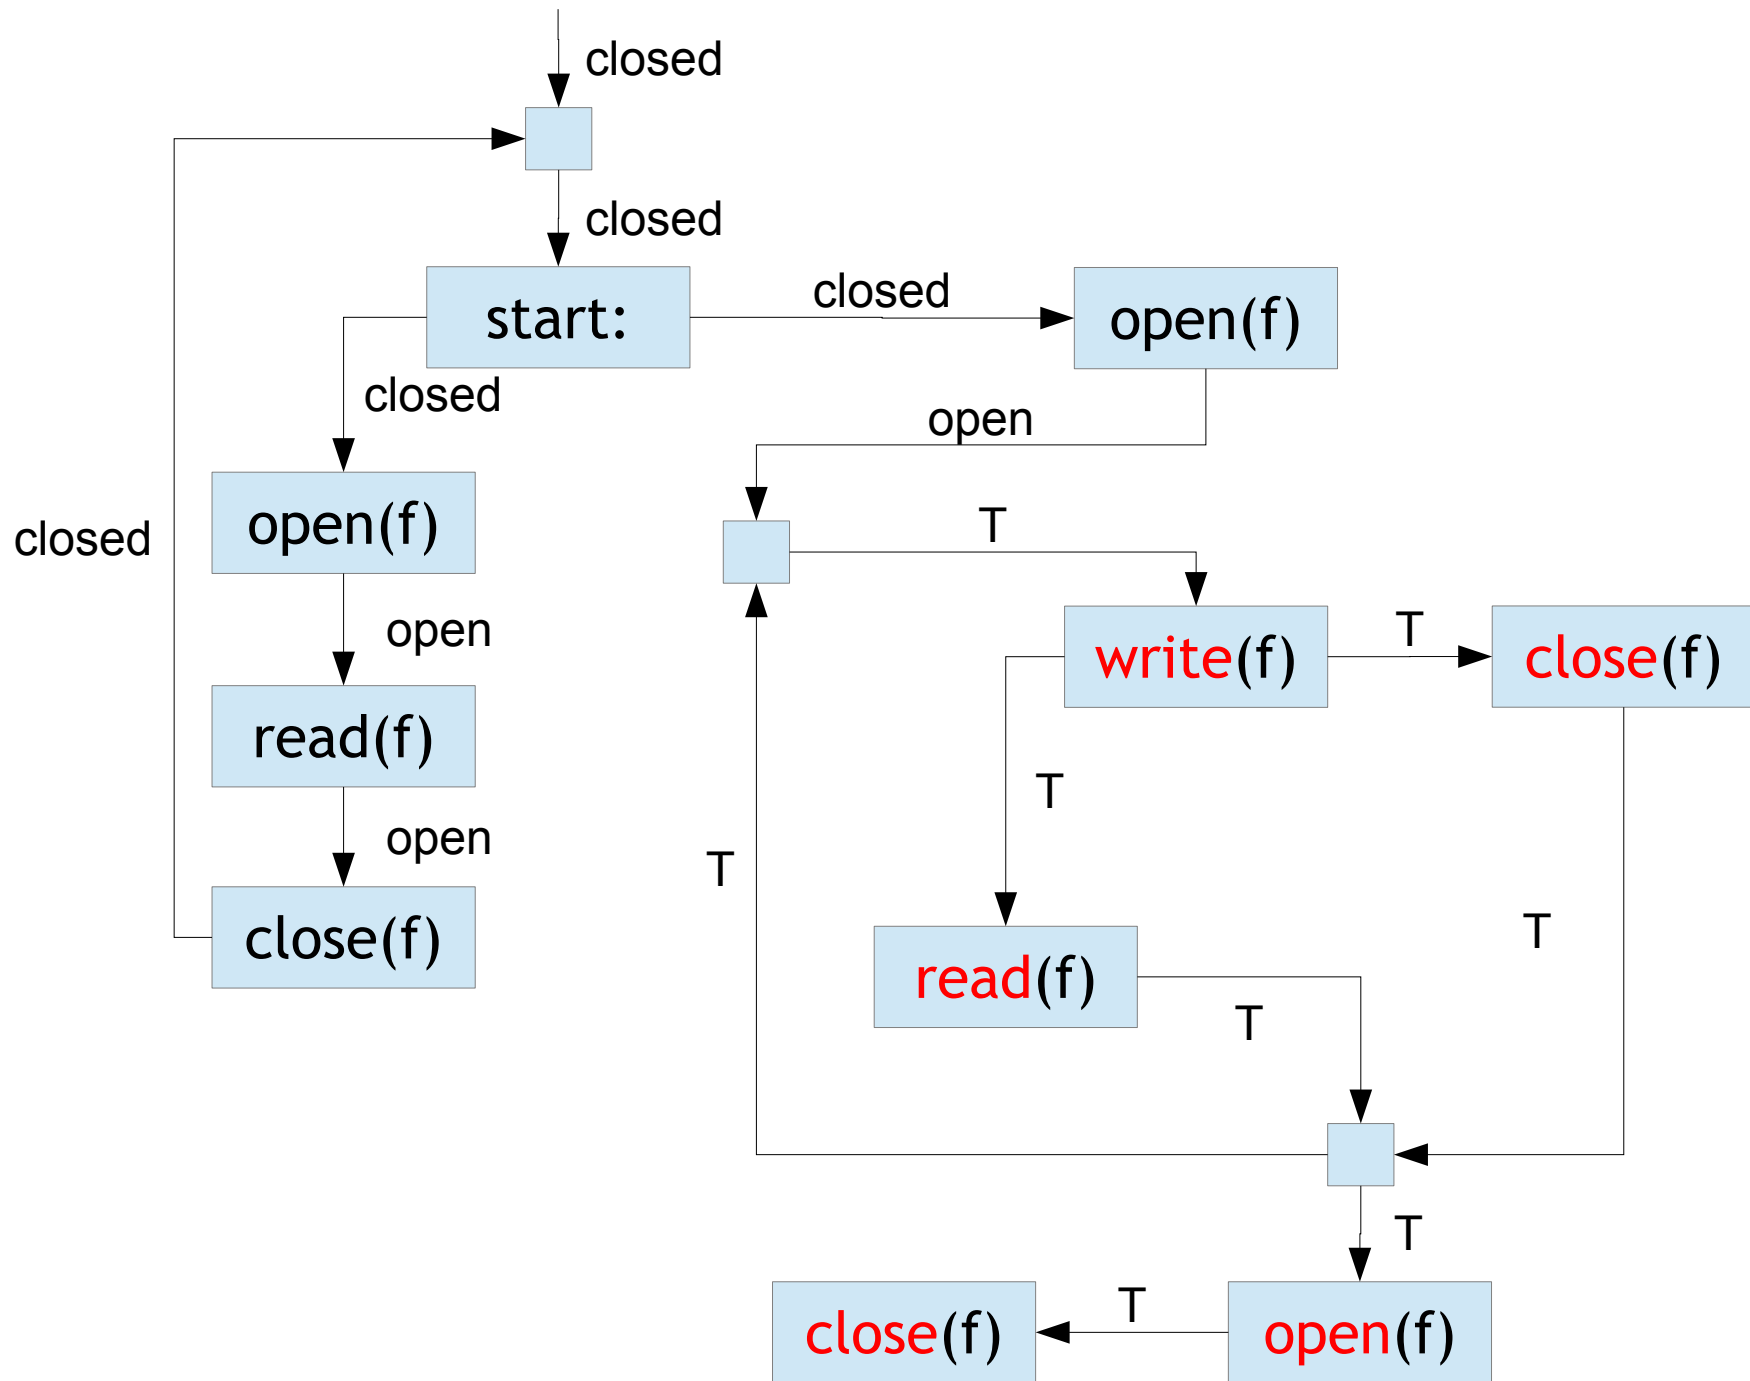 closed
closed
start:
closed
open(f)
closed
open
open(f)
closed
T
open
write(f)
T
close(f)
read(f)
T
T
open
T
close(f)
read(f)
T
T
close(f)
T
open(f)